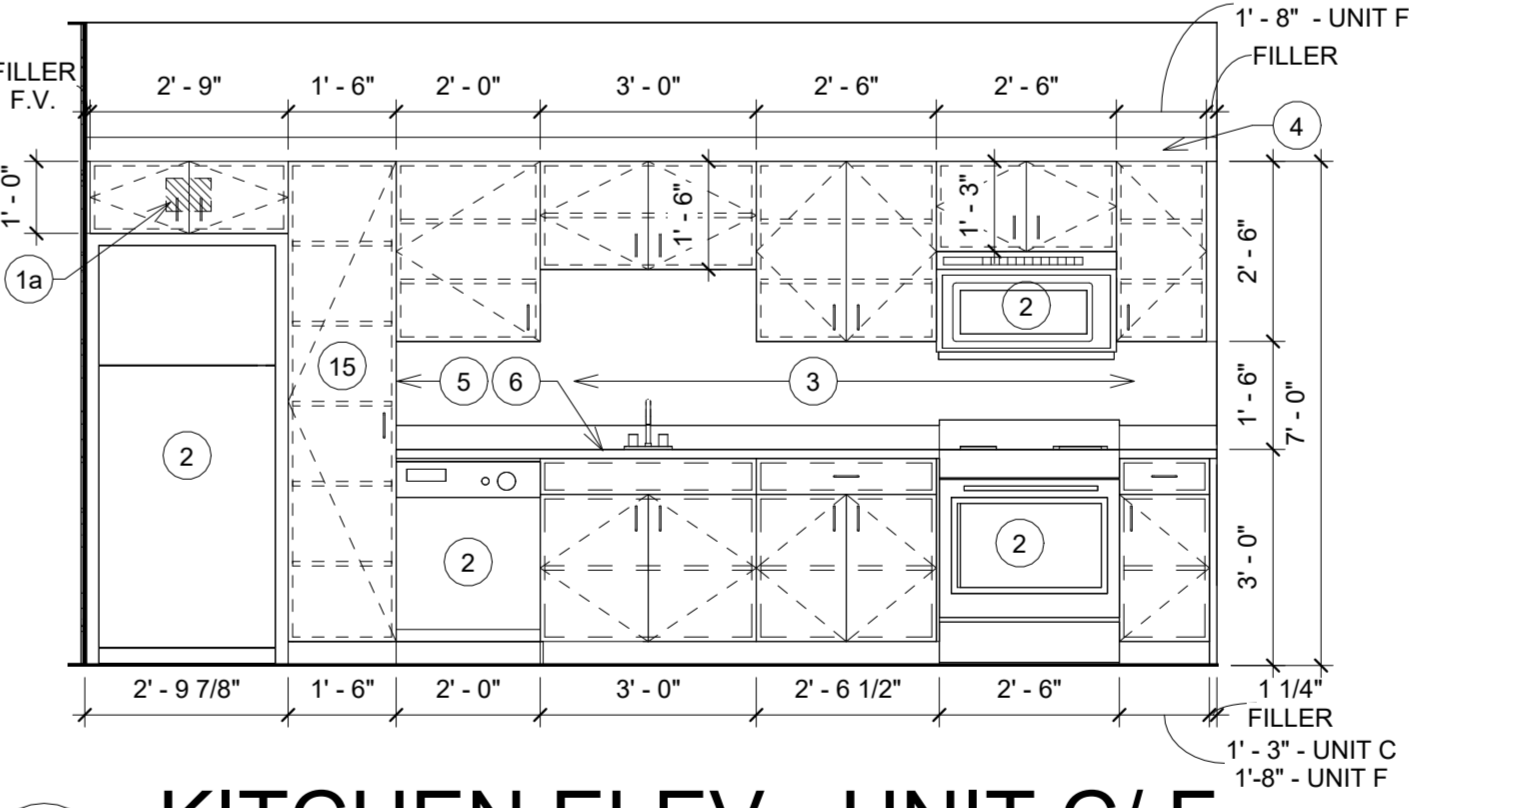 1' - 8" - UNIT F
FILLER
FILLER
F.V.
2' - 9"
1' - 6"
2' - 0"
3' - 0"
2' - 6"
2' - 6"
4
1' - 0"
1' - 6"
1' - 3"
2' - 6"
1a
2
15
5
6
3
1' - 6"
7' - 0"
2
2
2
3' - 0"
2' - 9 7/8"
1' - 6"
2' - 0"
3' - 0"
2' - 6 1/2"
2' - 6"
1 1/4"
FILLER
1' - 3" - UNIT C
1'-8" - UNIT F
KITCHEN ELEV - UNIT C/ F